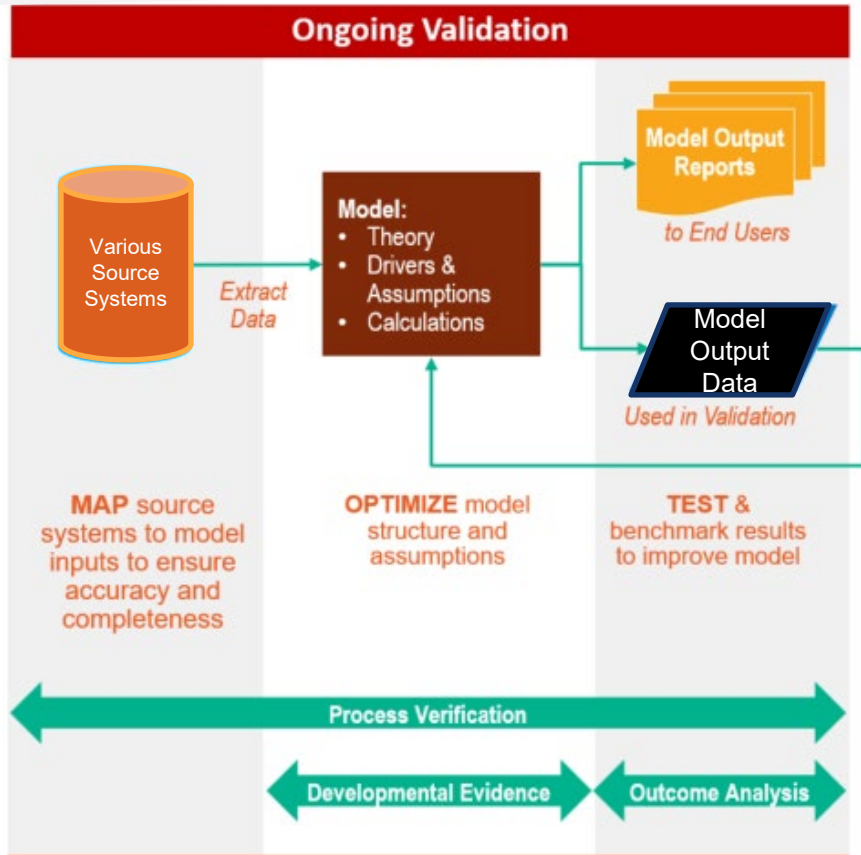 Ongoing Validation
Various
Source
Systems
Extract
Data
Model:
• Theory
• Drivers &
Assumptions
• Calculations
Model Output
Reports
to End Users
Model
Output
Data
Used in Validation
MAP source
systems to model
inputs to ensure
accuracy and
completeness
OPTIMIZE model
structure and
assumptions
TEST &
benchmark results
to improve model
Process Verification
Developmental Evidence
Outcome Analysis